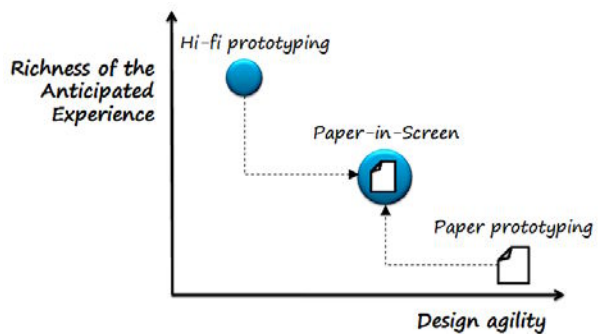 Hi-fi prototyping
Richness of the
Anticipated
Experience
Paper-in-Screen
Paper prototyping
Design agility